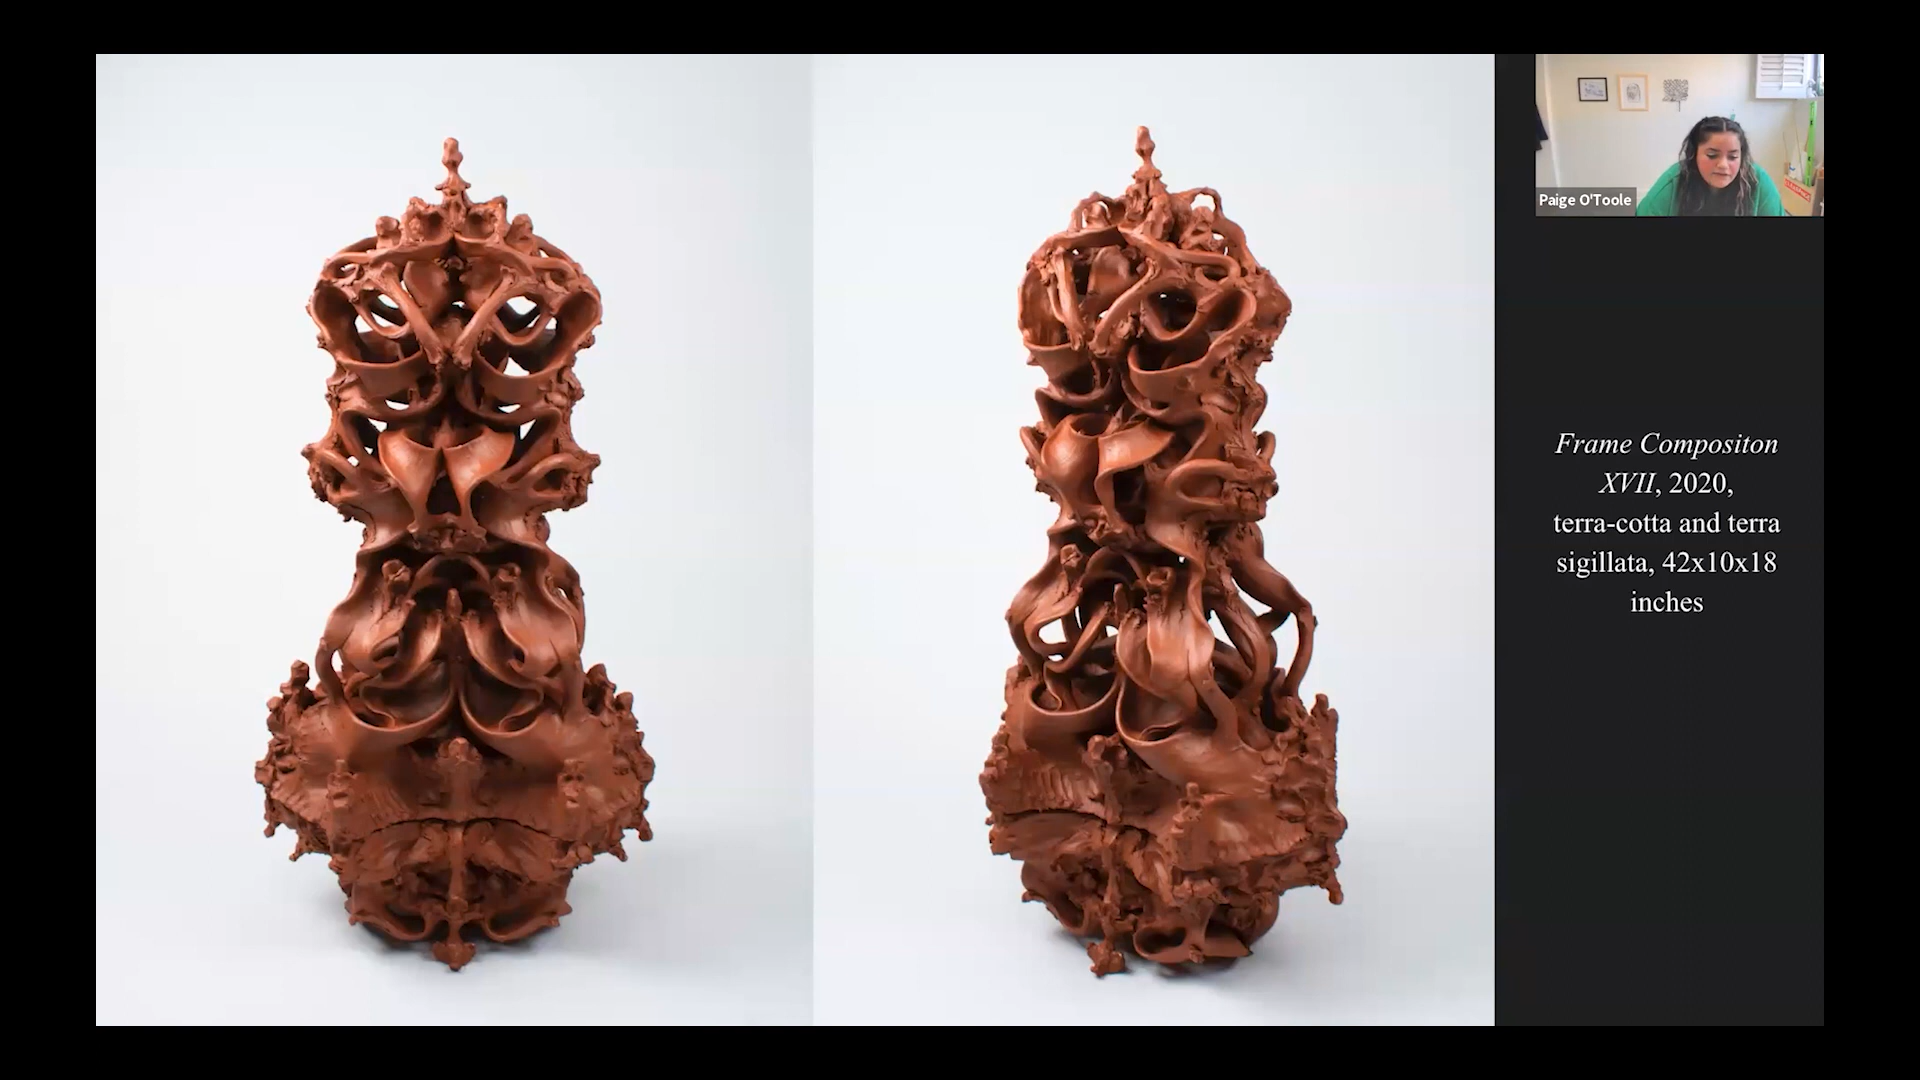 Paige O'Toole
Frame Compositon
XVII, 2020,
terra-cotta and terra
sigillata, 42x10x18
inches